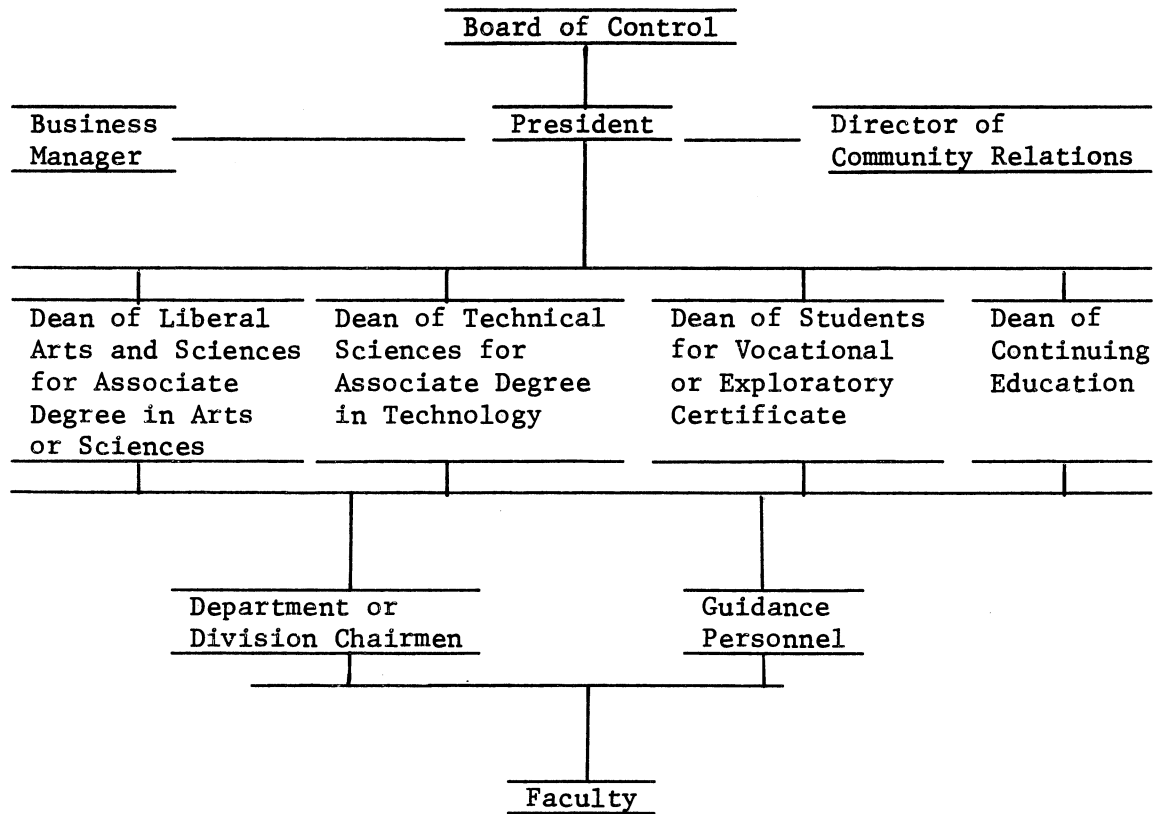 Board of Control
Business
Manager
President
Director of
Community Relations
Dean of Liberal
Arts and Sciences
for Associate
Degree in Arts
or Sciences
Dean of Technical
Sciences for
Associate Degree
in Technology
Dean of Students
for Vocational
or Exploratory
Certificate
Dean of
Continuing
Education
Department or
Division Chairmen
Guidance
Personnel
Faculty